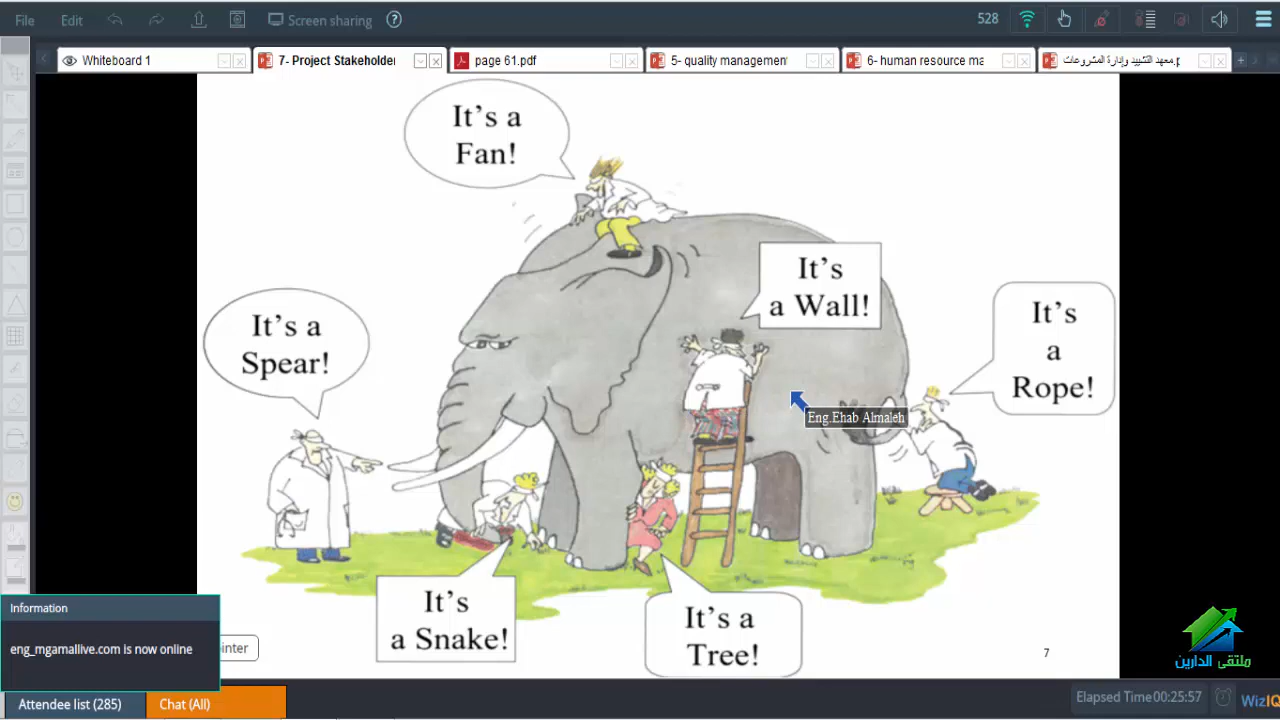 File Edit Screen sharing ? 528
Whiteboard 1
7- Project Stakeholder
page 61.pdf
5- quality management
6- human resource ma
معهد التشييد وإدارة المشروعات.p
It's a
Fan!
It's
a Wall!
It's
a
Rope!
It's a
Spear!
Eng.Ehab Almaleh
It's
a Snake!
It's a
Tree!
7
ملتقى الدارين
Information
eng_mgamallive.com is now online
inter
Attendee list (285)
Chat (All)
Elapsed Time00:25:57
WizIQ